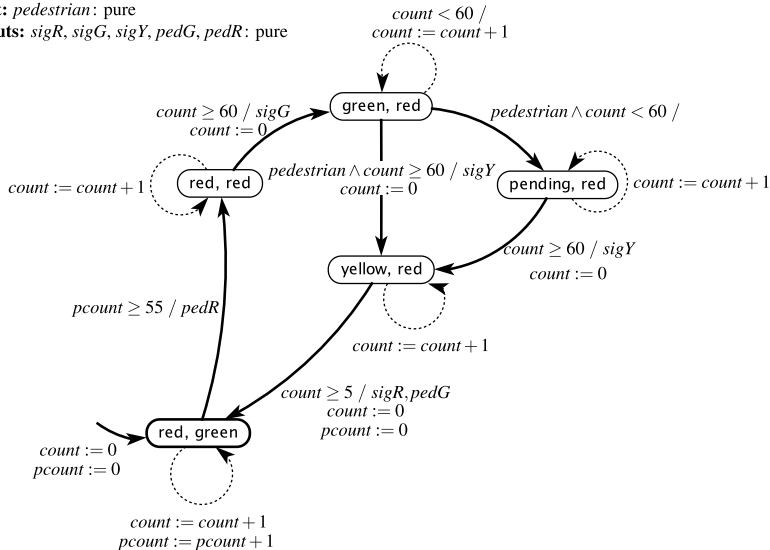 : pedestrian: pure
: sigR, sigG, sigY, pedG, pedR: pure
count < 60 /
count := count + 1
green, red
count ≥ 60 / sigG
count := 0
pedestrian ∧ count < 60 /
red, red
count := count + 1
pedestrian ∧ count ≥ 60 / sigY
count := 0
pending, red
count := count + 1
count ≥ 60 / sigY
count := 0
yellow, red
count := count + 1
pcount ≥ 55 / pedR
count ≥ 5 / sigR, pedG
count := 0
pcount := 0
red, green
count := 0
pcount := 0
count := count + 1
pcount := pcount + 1